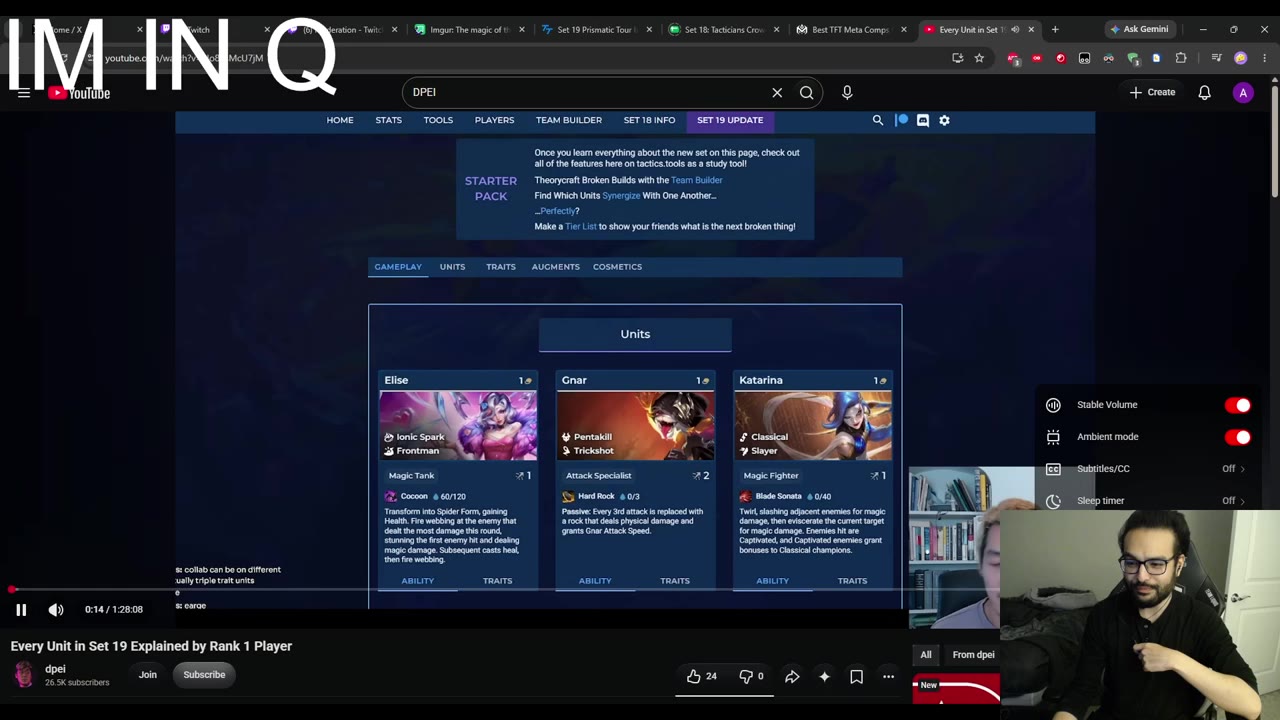 IM IN Q
ome / X
Twitch
(6)
eration - Twitc
Imgur: The magic of th
Set 19 Prismatic Tour
Set 18: Tacticians Crow
Best TFT Meta Comps
Every Unit in Set 1
Ask Gemini
youtube.com/watch?v
McU7jM
YouTube
DPEI
Create
A
HOME
STATS
TOOLS
PLAYERS
TEAM BUILDER
SET 18 INFO
SET 19 UPDATE
STARTER
PACK
Once you learn everything about the new set on this page, check out
all of the features here on tactics.tools as a study tool!
Theorycraft Broken Builds with the Team Builder
Find Which Units Synergize With One Another...
...Perfectly?
Make a Tier List to show your friends what is the next broken thing!
GAMEPLAY
UNITS
TRAITS
AUGMENTS
COSMETICS
Units
Elise
1
Ionic Spark
Frontman
Magic Tank
1
Cocoon 60/120
Transform into Spider Form, gaining
Health. Fire webbing at the enemy that
dealt the most damage this round,
stunning the first enemy hit and dealing
magic damage. Subsequent casts heal,
then fire webbing.
ABILITY
TRAITS
Gnar
1
Pentakill
Trickshot
Attack Specialist
2
Hard Rock 0/3
Passive: Every 3rd attack is replaced with
a rock that deals physical damage and
grants Gnar Attack Speed.
ABILITY
TRAITS
Katarina
1
Classical
Slayer
Magic Fighter
1
Blade Sonata 0/40
Twirl, slashing adjacent enemies for magic
damage, then eviscerate the current target
for magic damage. Enemies hit are
Captivated, and Captivated enemies grant
bonuses to Classical champions.
ABILITY
TRAITS
Stable Volume
Ambient mode
Subtitles/CC
Off
Sleep timer
Off
s: collab can be on different
tually triple trait units
e
s: earge
0:14 / 1:28:08
Every Unit in Set 19 Explained by Rank 1 Player
dpei
26.5K subscribers
Join
Subscribe
24
0
All
From dpei
New